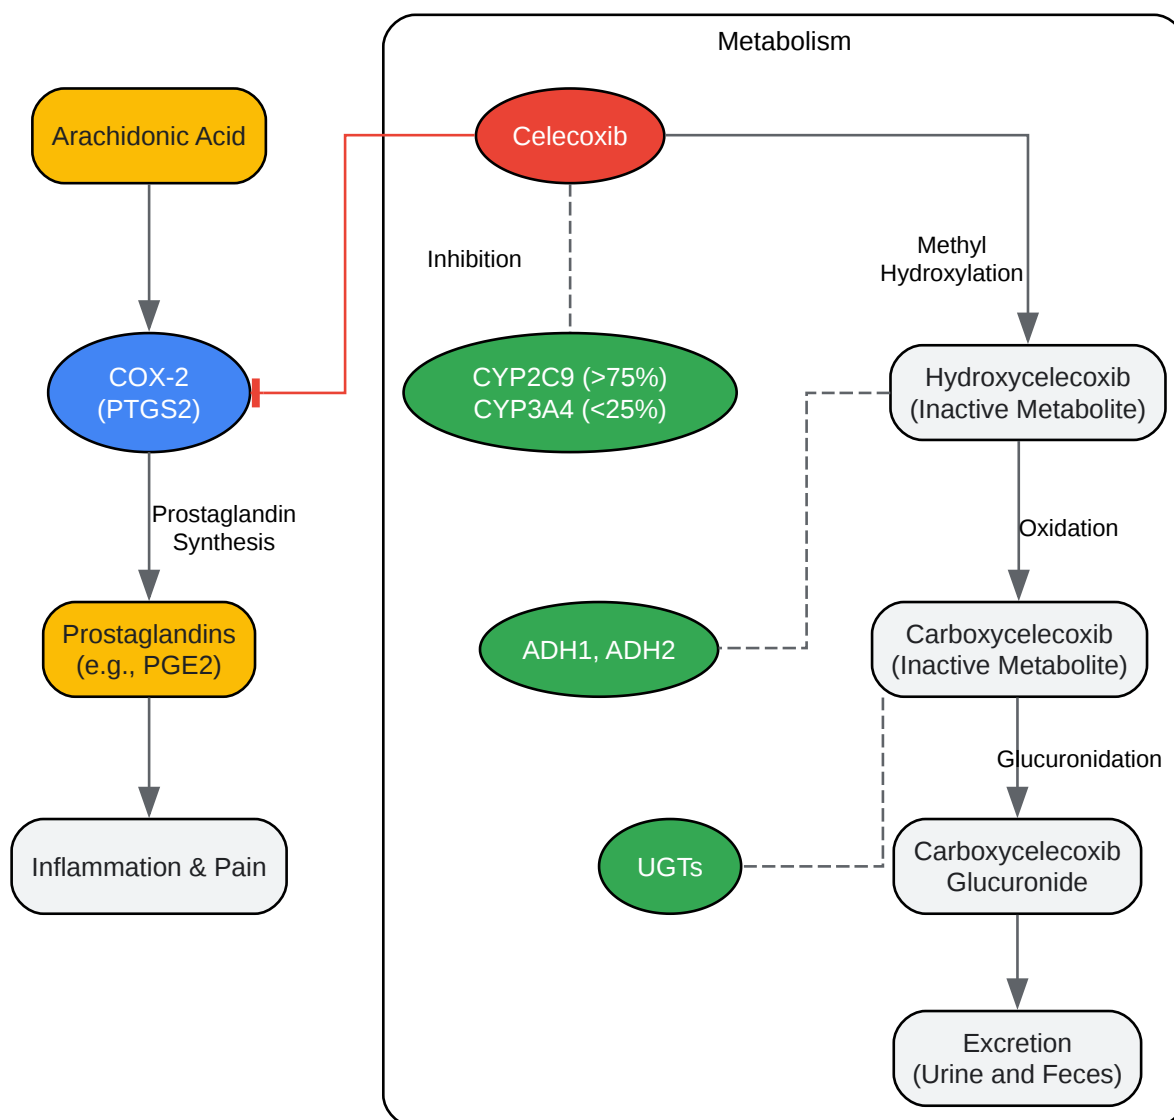 Metabolism
Arachidonic Acid
Celecoxib
Inhibition
Methyl
Hydroxylation
COX-2
(PTGS2)
CYP2C9 (>75%)
CYP3A4 (<25%)
Hydroxycelecoxib
(Inactive Metabolite)
Prostaglandin
Synthesis
Oxidation
Prostaglandins
(e.g., PGE2)
ADH1, ADH2
Carboxycelecoxib
(Inactive Metabolite)
Glucuronidation
Inflammation & Pain
UGTs
Carboxycelecoxib
Glucuronide
Excretion
(Urine and Feces)